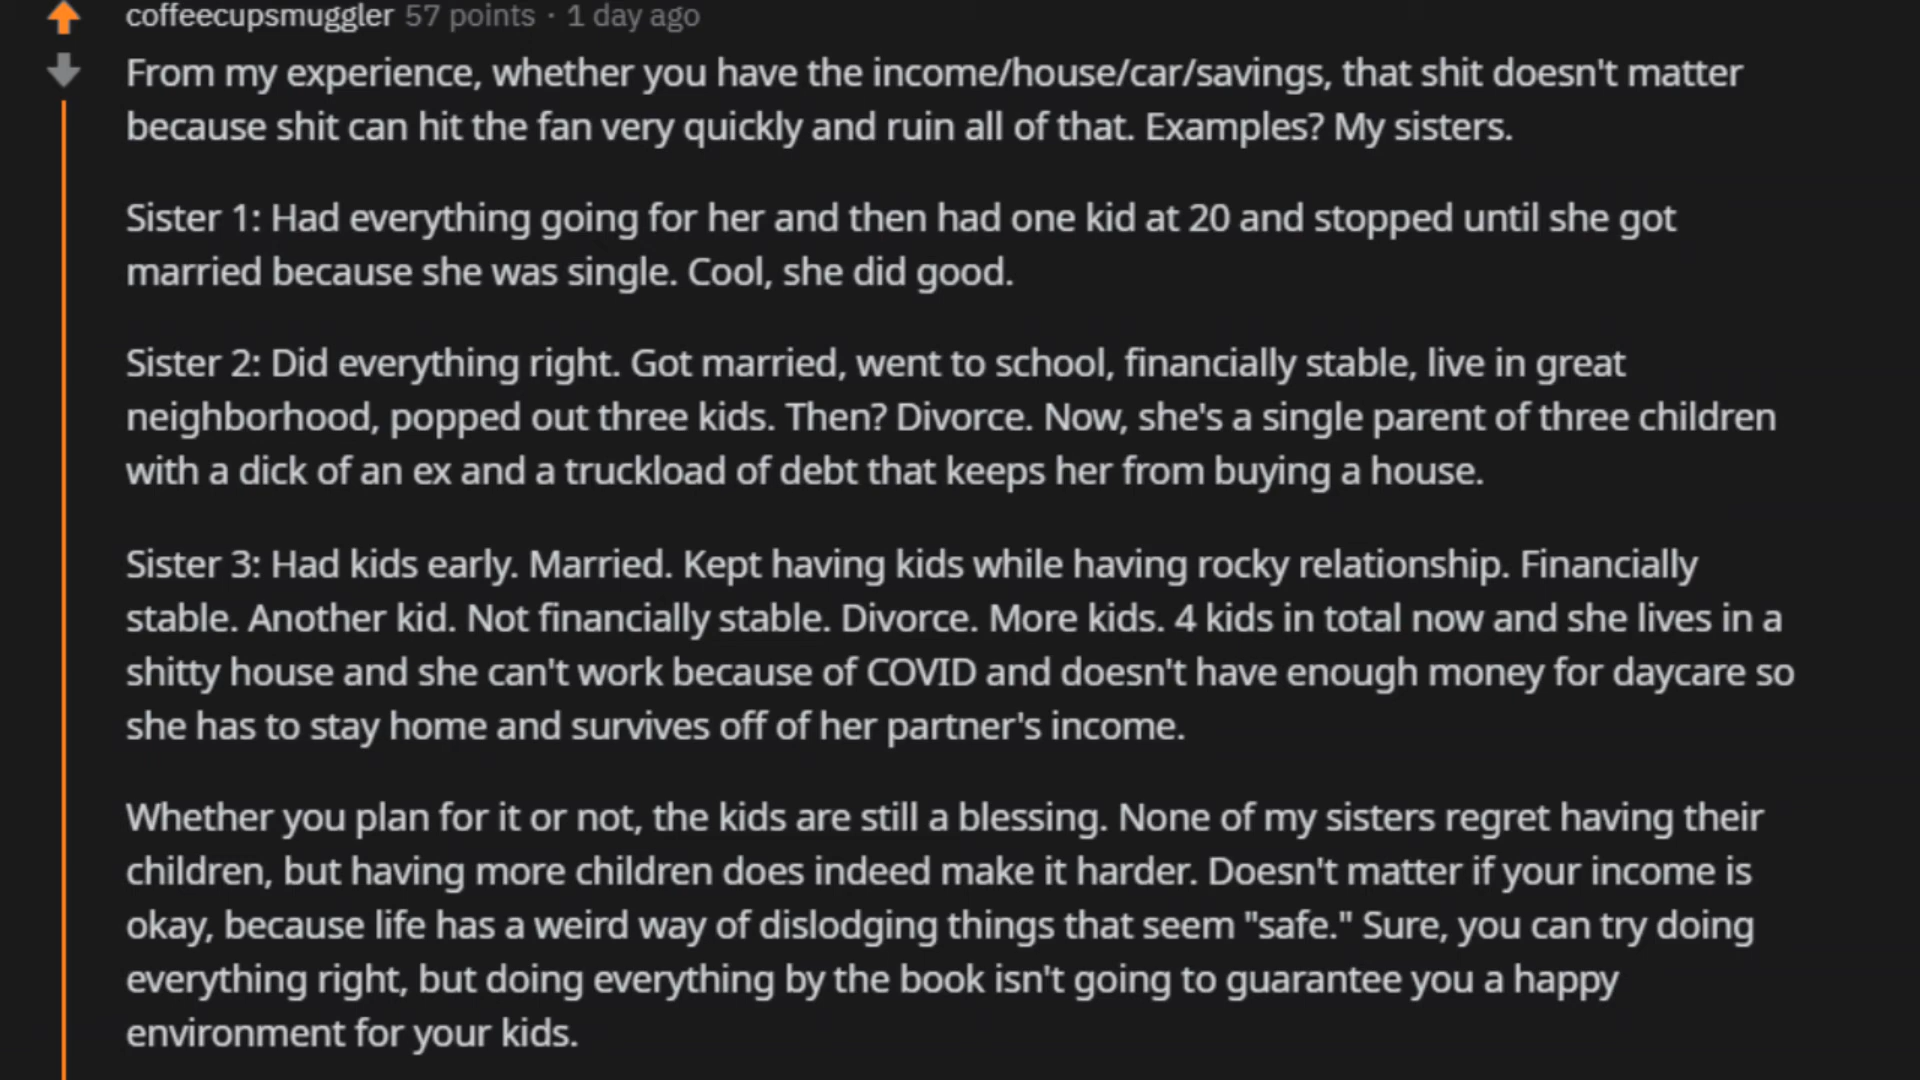 coffeecupsmuggler 57 points · 1 day ago
From my experience, whether you have the income/house/car/savings, that shit doesn't matter
because shit can hit the fan very quickly and ruin all of that. Examples? My sisters.
Sister 1: Had everything going for her and then had one kid at 20 and stopped until she got
married because she was single. Cool, she did good.
Sister 2: Did everything right. Got married, went to school, financially stable, live in great
neighborhood, popped out three kids. Then? Divorce. Now, she's a single parent of three children
with a dick of an ex and a truckload of debt that keeps her from buying a house.
Sister 3: Had kids early. Married. Kept having kids while having rocky relationship. Financially
stable. Another kid. Not financially stable. Divorce. More kids. 4 kids in total now and she lives in a
shitty house and she can't work because of COVID and doesn't have enough money for daycare so
she has to stay home and survives off of her partner's income.
Whether you plan for it or not, the kids are still a blessing. None of my sisters regret having their
children, but having more children does indeed make it harder. Doesn't matter if your income is
okay, because life has a weird way of dislodging things that seem "safe." Sure, you can try doing
everything right, but doing everything by the book isn't going to guarantee you a happy
environment for your kids.